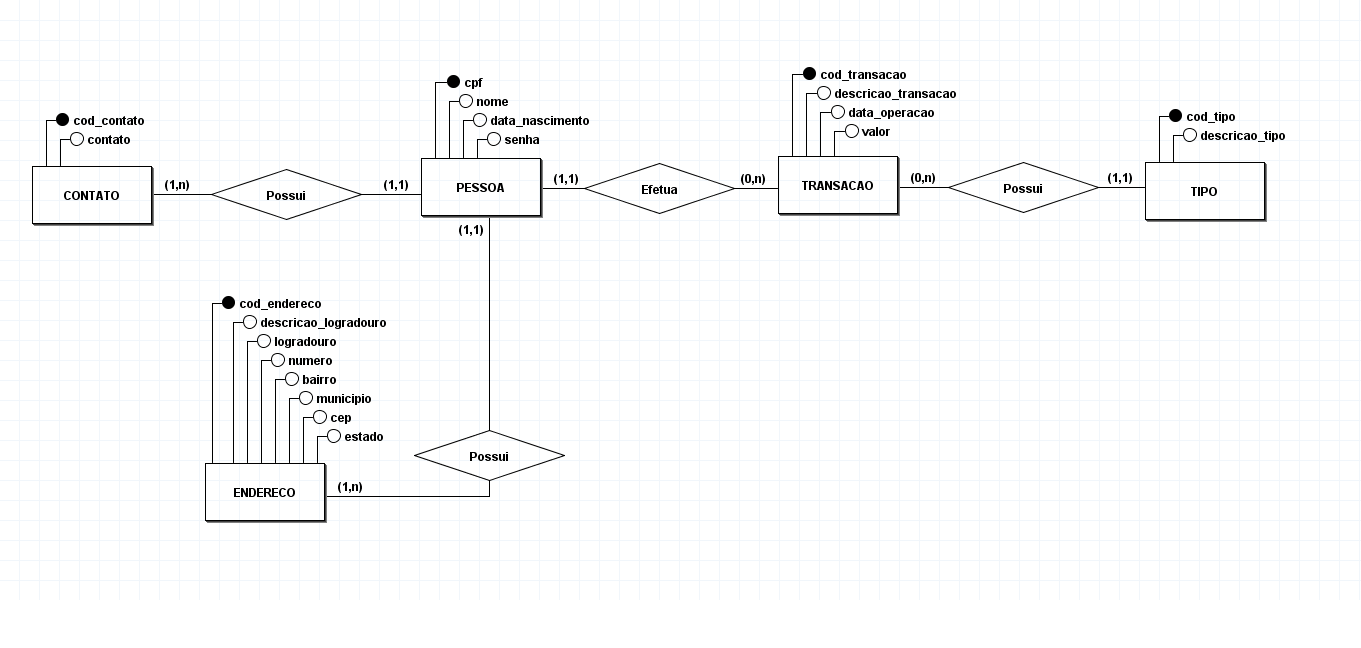 cod_contato
contato
CONTATO
(1,n)
Possui
(1,1)
cpf
nome
data_nascimento
senha
PESSOA
(1,1)
Efetua
(0,n)
cod_transacao
descricao_transacao
data_operacao
valor
TRANSACAO
(0,n)
Possui
(1,1)
cod_tipo
descricao_tipo
TIPO
(1,1)
cod_endereco
descricao_logradouro
logradouro
numero
bairro
municipio
cep
estado
Possui
ENDERECO
(1,n)